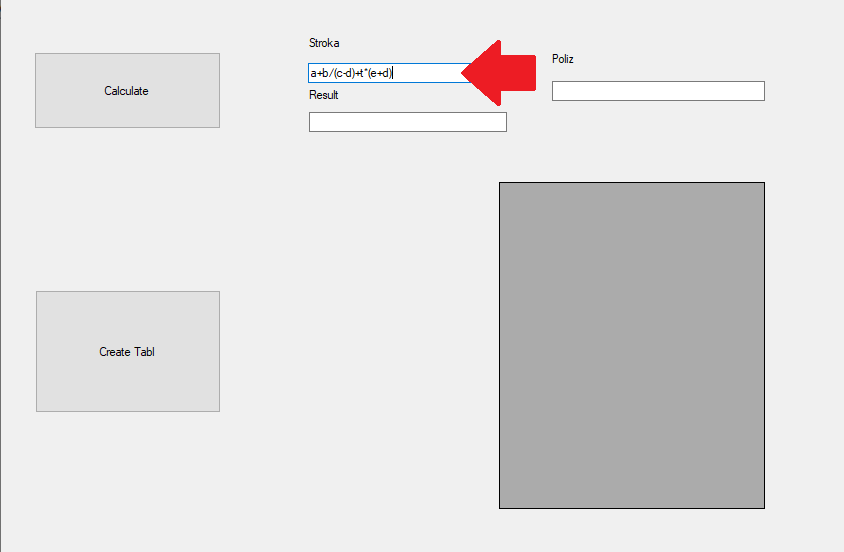 Stroka
a+b/(c-d)+t*(e+d)
Poliz
Calculate
Result
Create Tabl